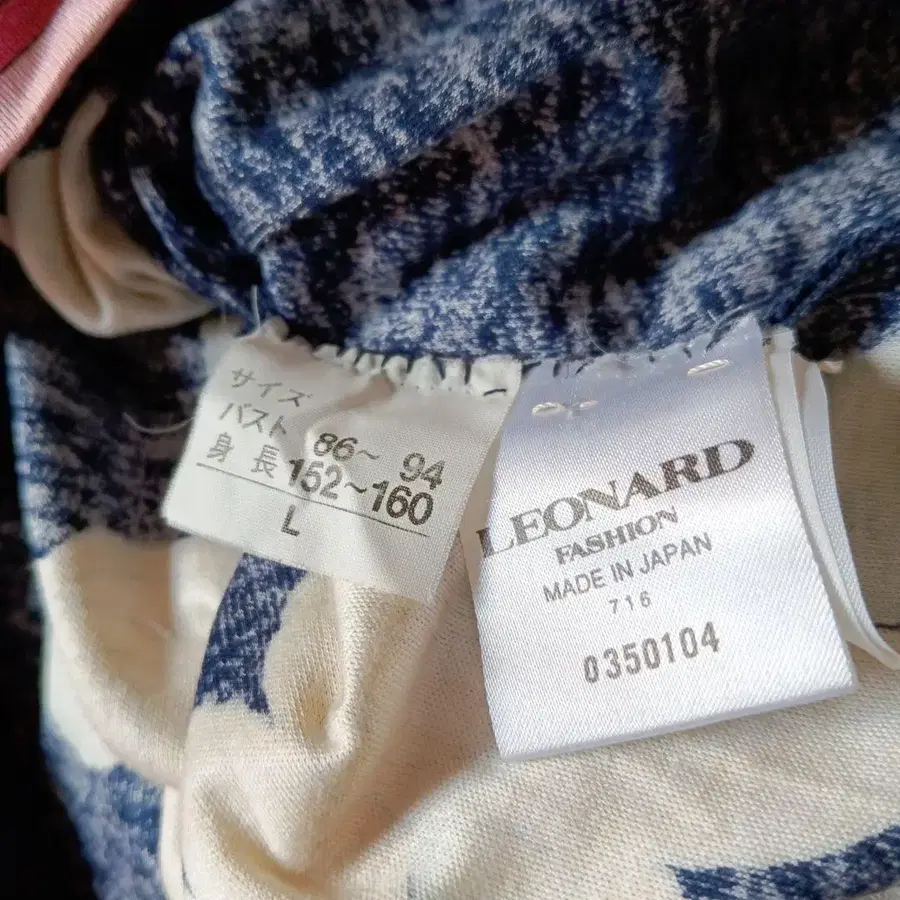 サイズ
バスト 86~ 94
身長 152~160
L
LEONARD
FASHION
MADE IN JAPAN
716
0350104